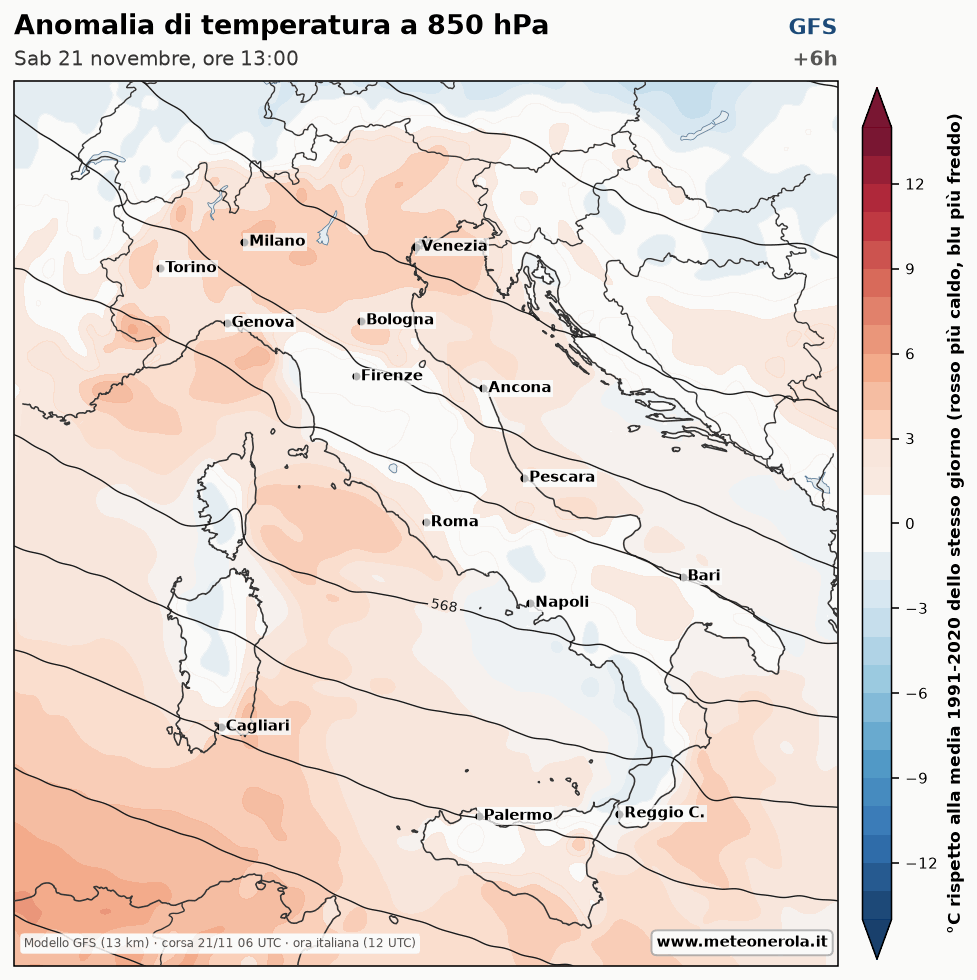 Anomalia di temperatura a 850 hPa
GFS
Sab 21 novembre, ore 13:00
+6h
Milano
Venezia
Torino
Genova
Bologna
Firenze
Ancona
Pescara
Roma
Bari
Napoli
568
Cagliari
Palermo
Reggio C.
Modello GFS (13 km) · corsa 21/11 06 UTC · ora italiana (12 UTC)
www.meteonerola.it
12
9
6
3
0
−3
−6
−9
−12
°C rispetto alla media 1991-2020 dello stesso giorno (rosso più caldo, blu più freddo)